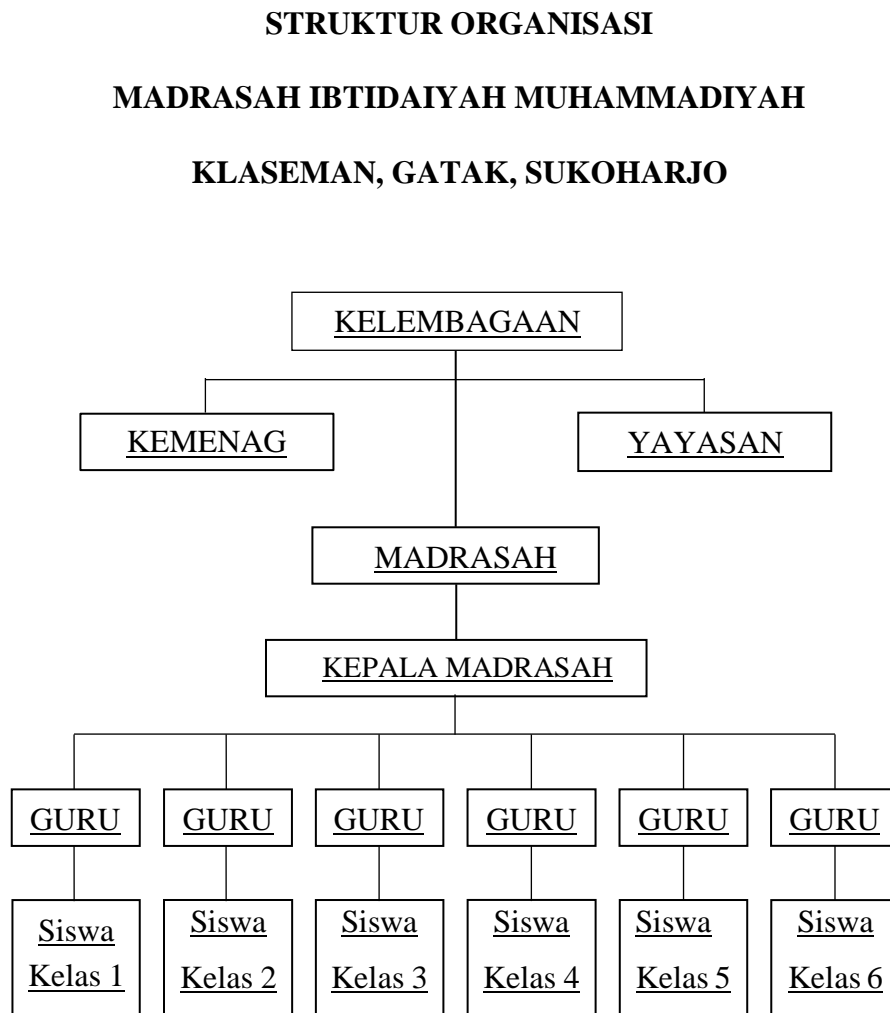 STRUKTUR ORGANISASI
MADRASAH IBTIDAIYAH MUHAMMADIYAH
KLASEMAN, GATAK, SUKOHARJO
KELEMBAGAAN
KEMENAG
YAYASAN
MADRASAH
KEPALA MADRASAH
GURU
GURU
GURU
GURU
GURU
GURU
Siswa
Kelas 1
Siswa
Kelas 2
Siswa
Kelas 3
Siswa
Kelas 4
Siswa
Kelas 5
Siswa
Kelas 6